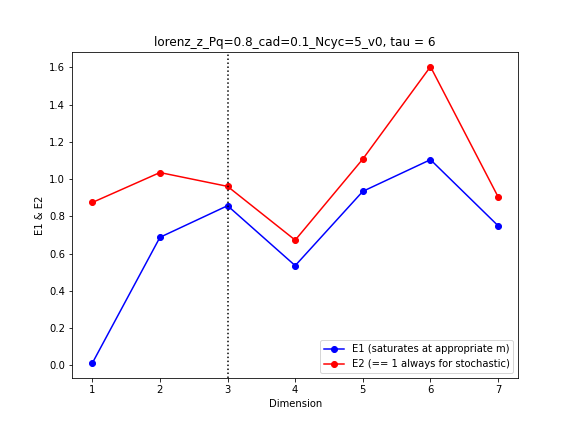 lorenz_z_Pq=0.8_cad=0.1_Ncyc=5_v0, tau = 6
1.6
1.4
1.2
1.0
0.8
0.6
0.4
0.2
0.0
E1 & E2
E1 (saturates at appropriate m)
E2 (== 1 always for stochastic)
1 2 3 4 5 6 7
Dimension